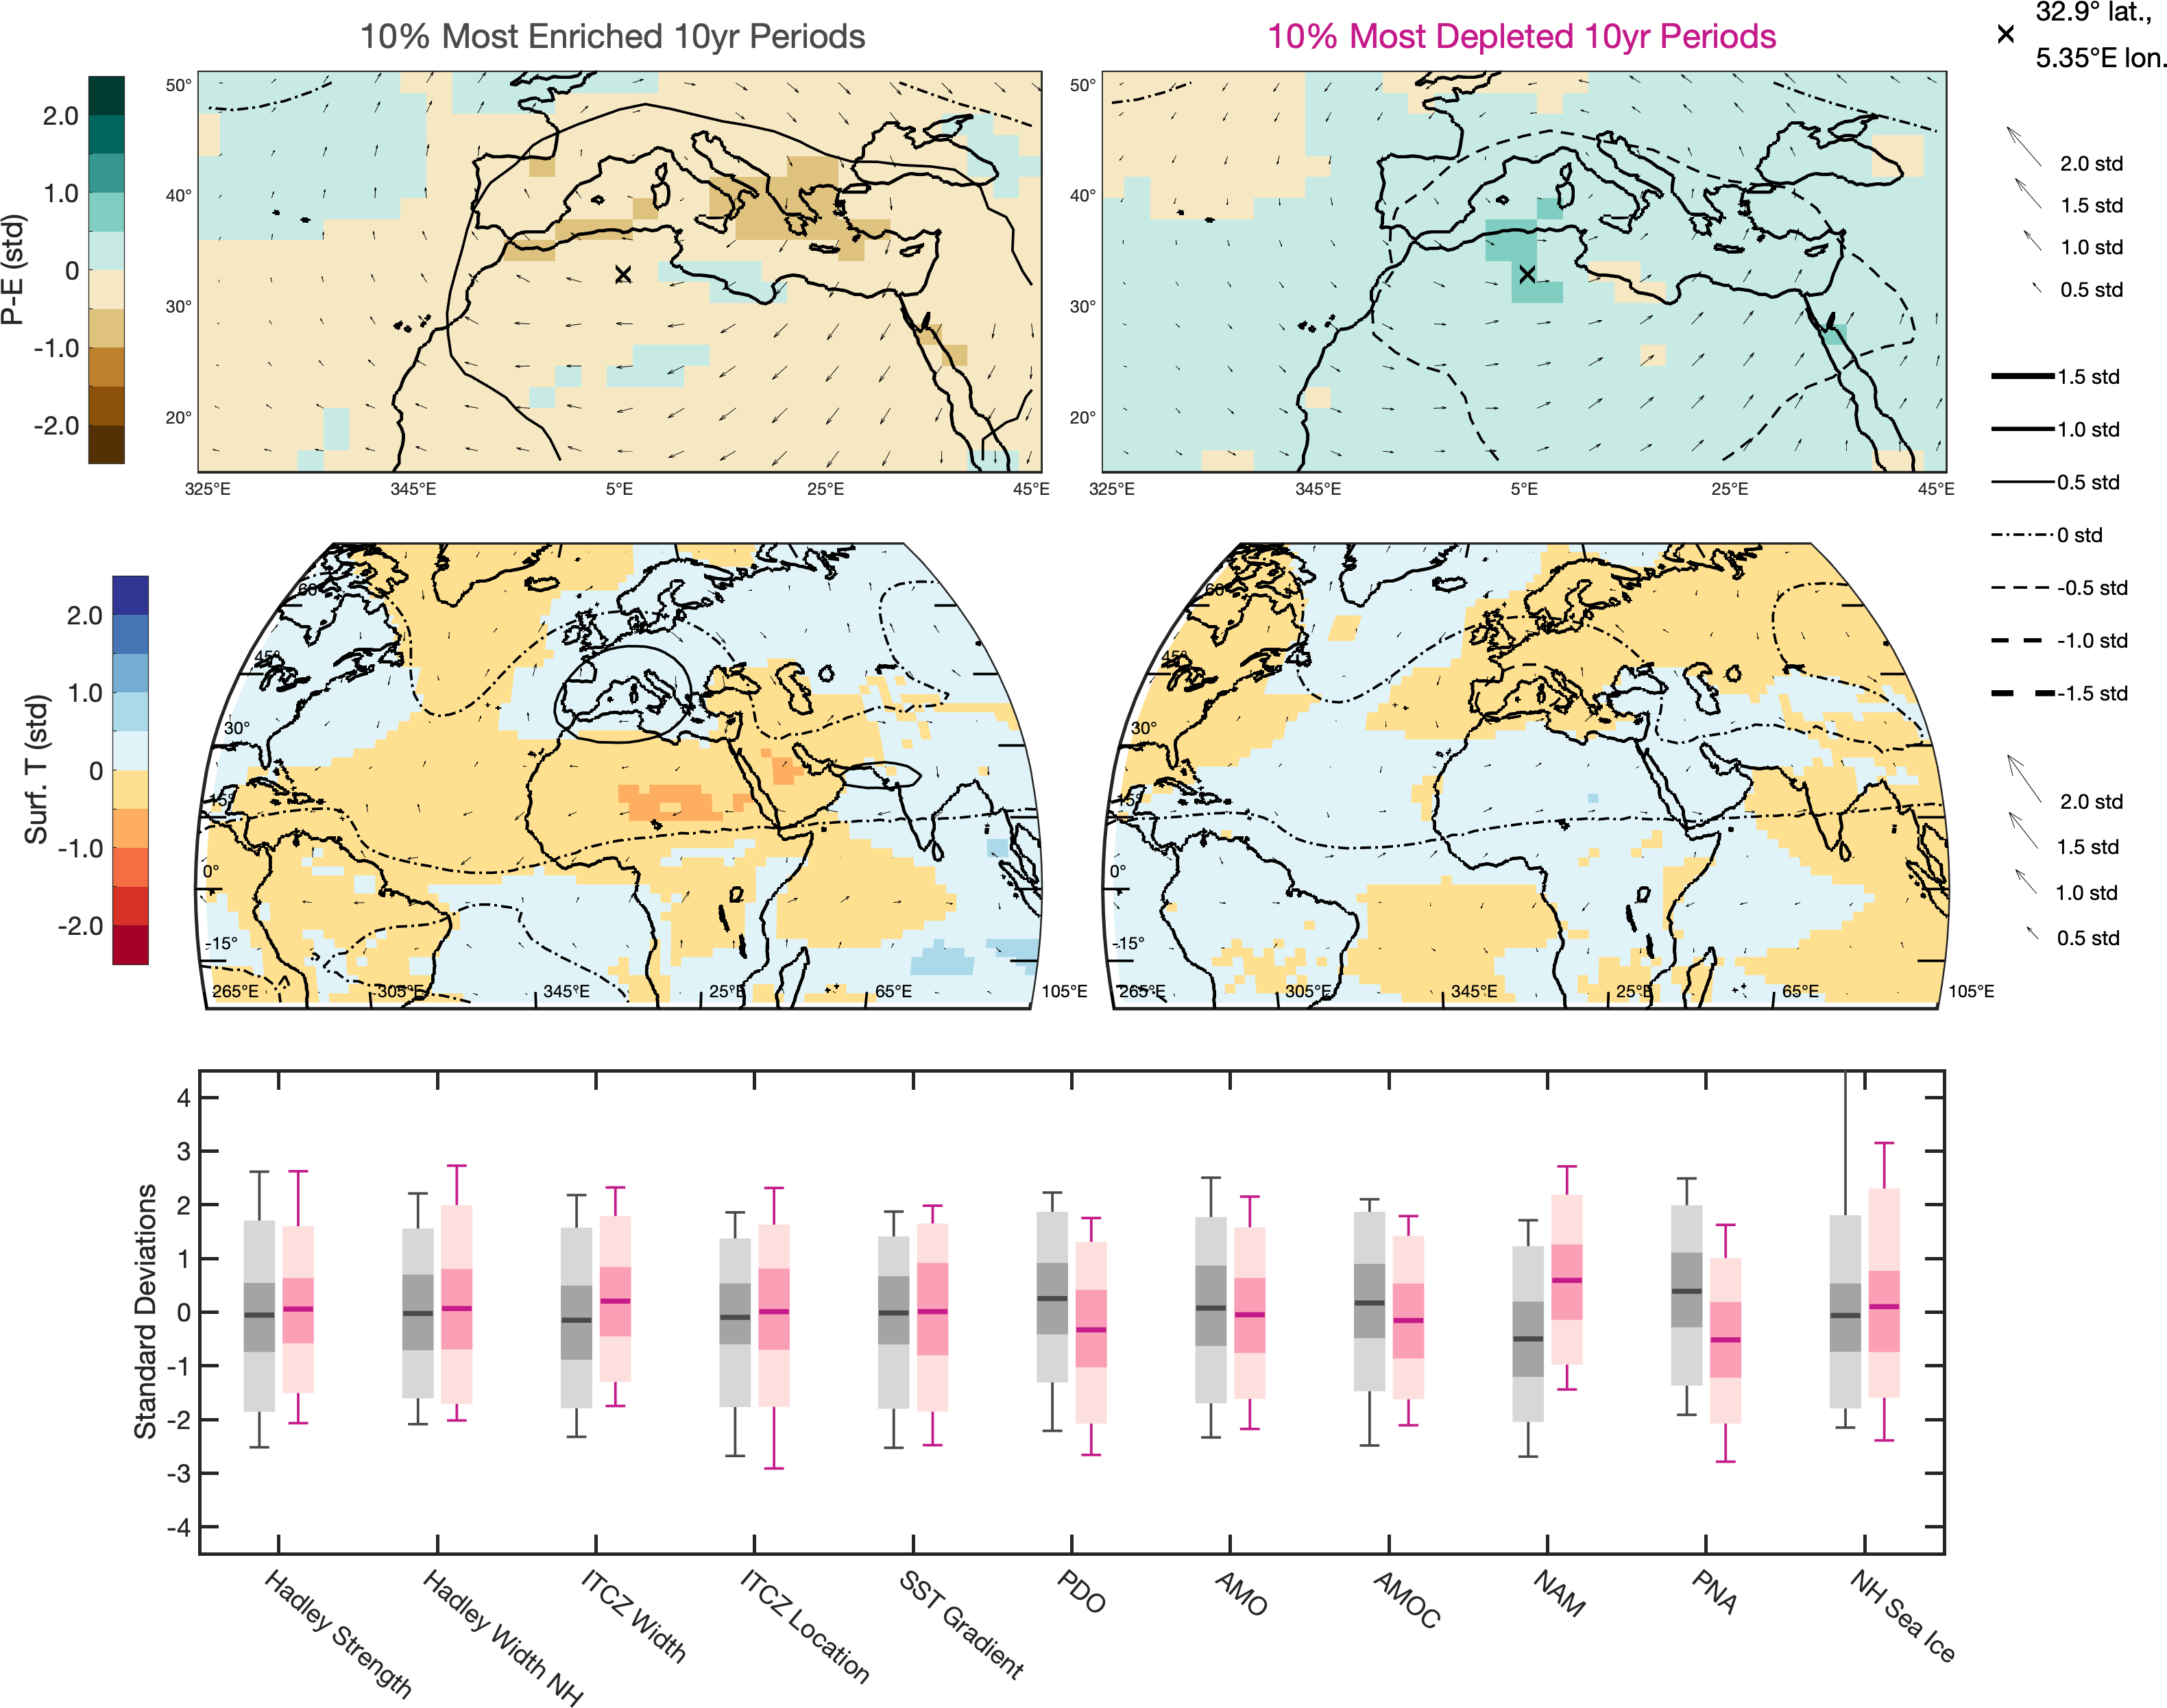 10% Most Enriched 10yr Periods
10% Most Depleted 10yr Periods
32.9° lat.,
5.35°E lon.
P-E (std)
2.0
1.0
0
-1.0
-2.0
50°
40°
30°
20°
325°E
345°E
5°E
25°E
45°E
50°
40°
30°
20°
325°E
345°E
5°E
25°E
45°E
2.0 std
1.5 std
1.0 std
0.5 std
1.5 std
1.0 std
0.5 std
0 std
-0.5 std
-1.0 std
-1.5 std
2.0 std
1.5 std
1.0 std
0.5 std
Surf. T (std)
2.0
1.0
0
-1.0
-2.0
60°
45°
30°
15°
0°
-15°
265°E
305°E
345°E
25°E
65°E
105°E
60°
45°
30°
15°
0°
-15°
265°E
305°E
345°E
25°E
65°E
105°E
Standard Deviations
4
3
2
1
0
-1
-2
-3
-4
Hadley Strength
Hadley Width NH
ITCZ Width
ITCZ Location
SST Gradient
PDO
AMO
AMOC
NAM
PNA
NH Sea Ice